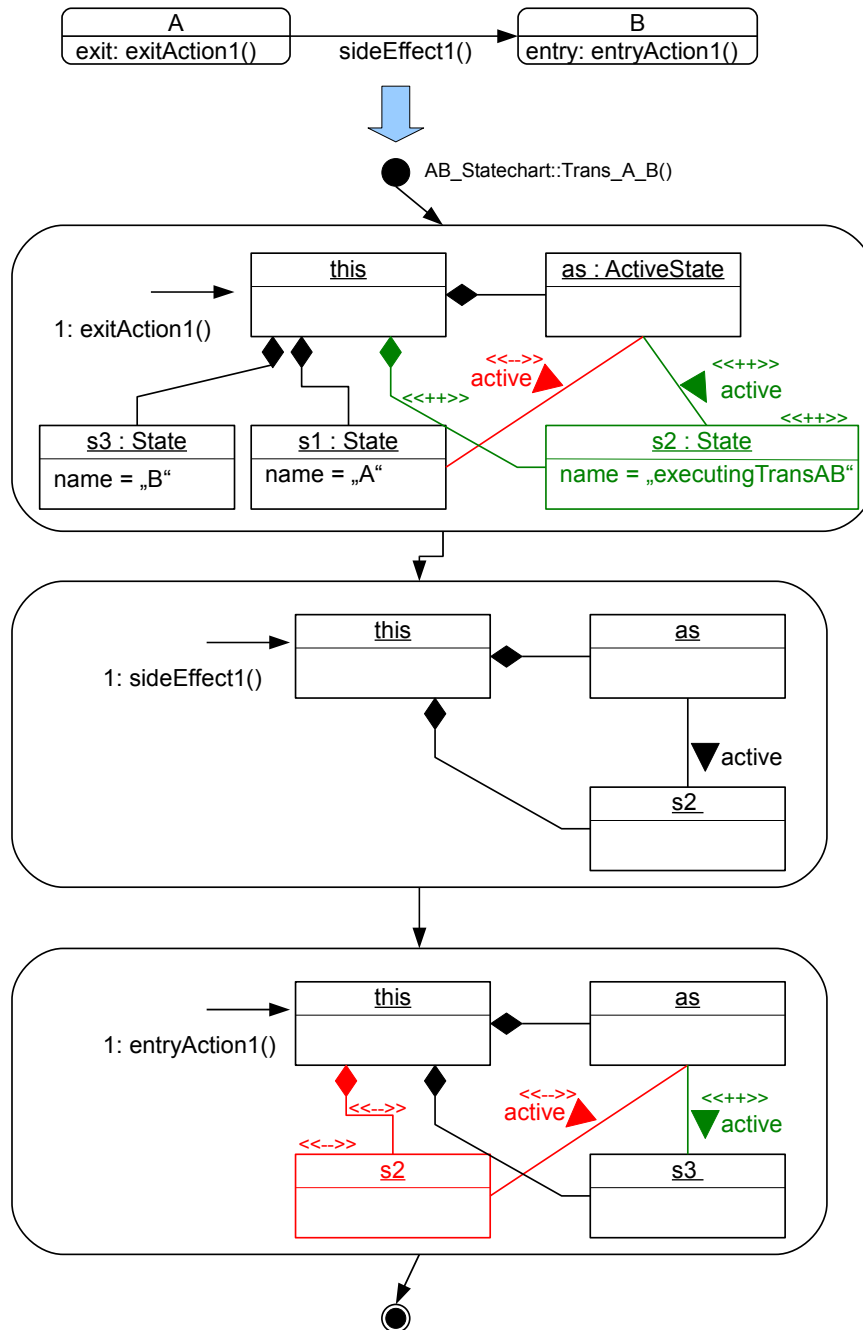 A
exit: exitAction1()
sideEffect1()
B
entry: entryAction1()
AB_Statechart::Trans_A_B()
this
as : ActiveState
1: exitAction1()
<<-->>
active
<<++>>
active
<<++>>
<<++>>
s3 : State
name = „B“
s1 : State
name = „A“
s2 : State
name = „executingTransAB“
this
as
1: sideEffect1()
active
s2
this
as
1: entryAction1()
<<-->>
active
<<++>>
active
<<-->>
<<-->>
s2
s3